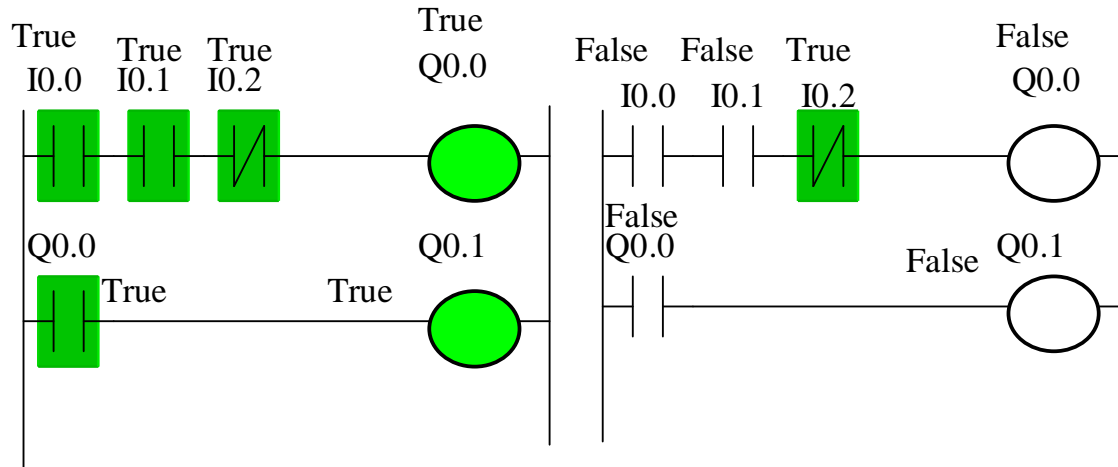 True True True True
I0.0 I0.1 I0.2 Q0.0
Q0.0 Q0.1
True True
False False True False
I0.0 I0.1 I0.2 Q0.0
False
Q0.0 Q0.1
False